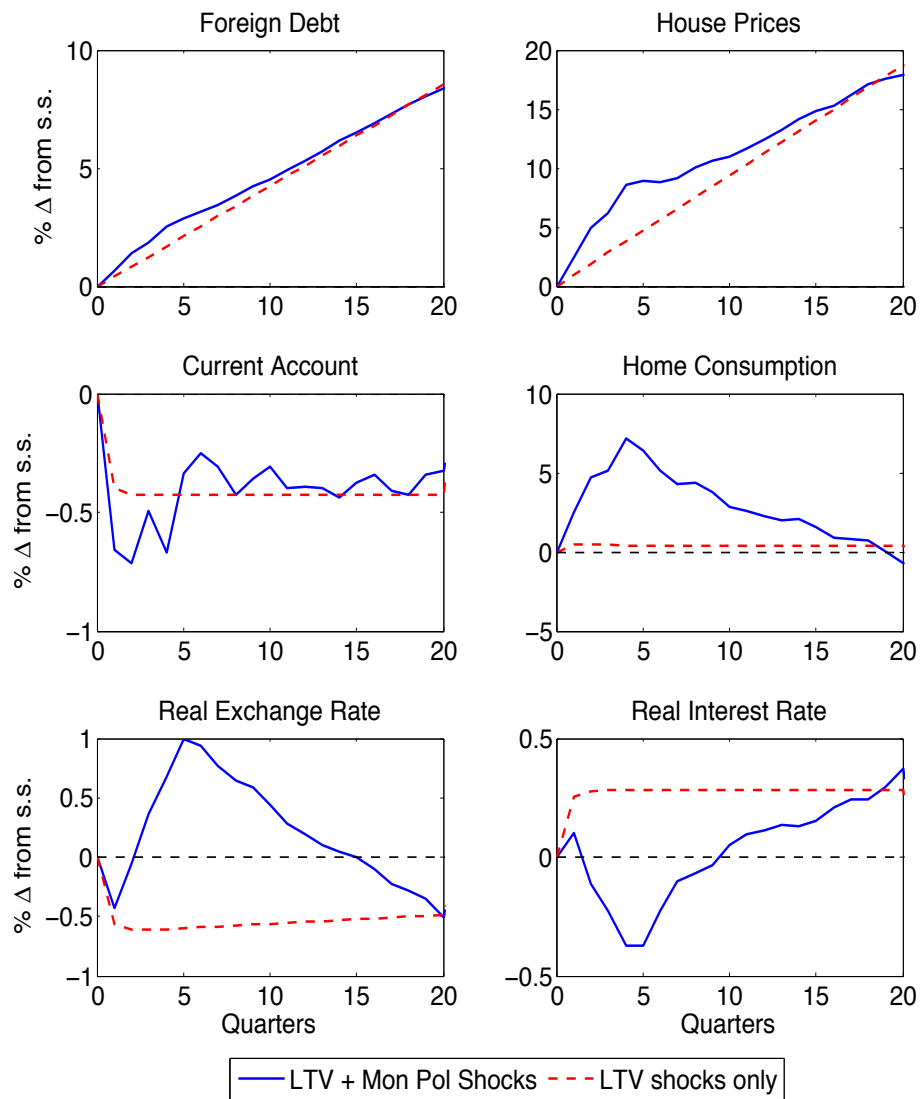 Foreign Debt
House Prices
% Δ from s.s.
10
5
0
0 5 10 15 20
20
15
10
5
0
0 5 10 15 20
Current Account
Home Consumption
% Δ from s.s.
0
−0.5
−1
0 5 10 15 20
10
5
0
−5
0 5 10 15 20
Real Exchange Rate
Real Interest Rate
% Δ from s.s.
1
0.5
0
−0.5
−1
0 5 10 15 20
Quarters
0.5
0
−0.5
0 5 10 15 20
Quarters
LTV + Mon Pol Shocks
LTV shocks only